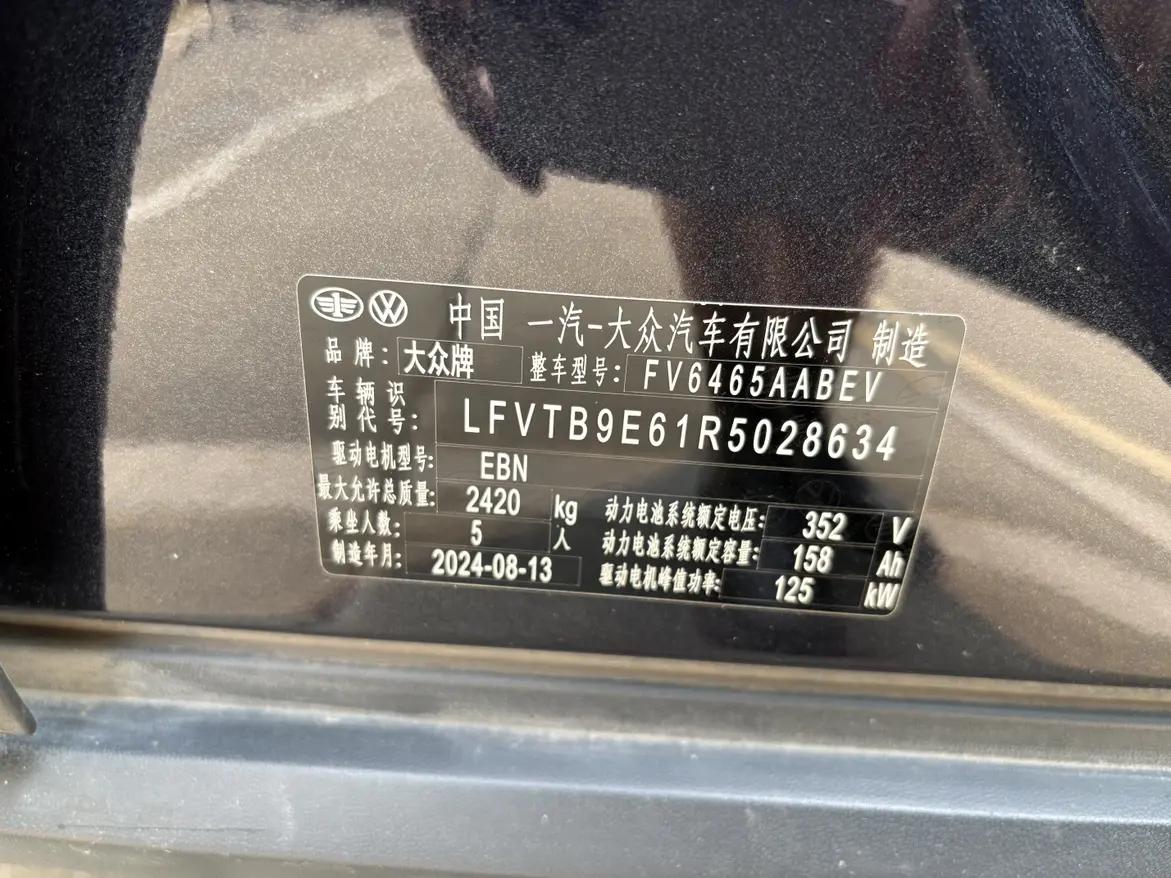 中国 一汽-大众汽车有限公司 制造
品牌: 大众牌 整车型号: FV6465AABEV
车辆识别代号: LFVTB9E61R5028634
驱动电机型号: EBN
最大允许总质量: 2420 kg 动力电池系统额定电压: 352 V
乘坐人数: 5 人 动力电池系统额定容量: 158 Ah
制造年月: 2024-08-13 驱动电机峰值功率: 125 kW